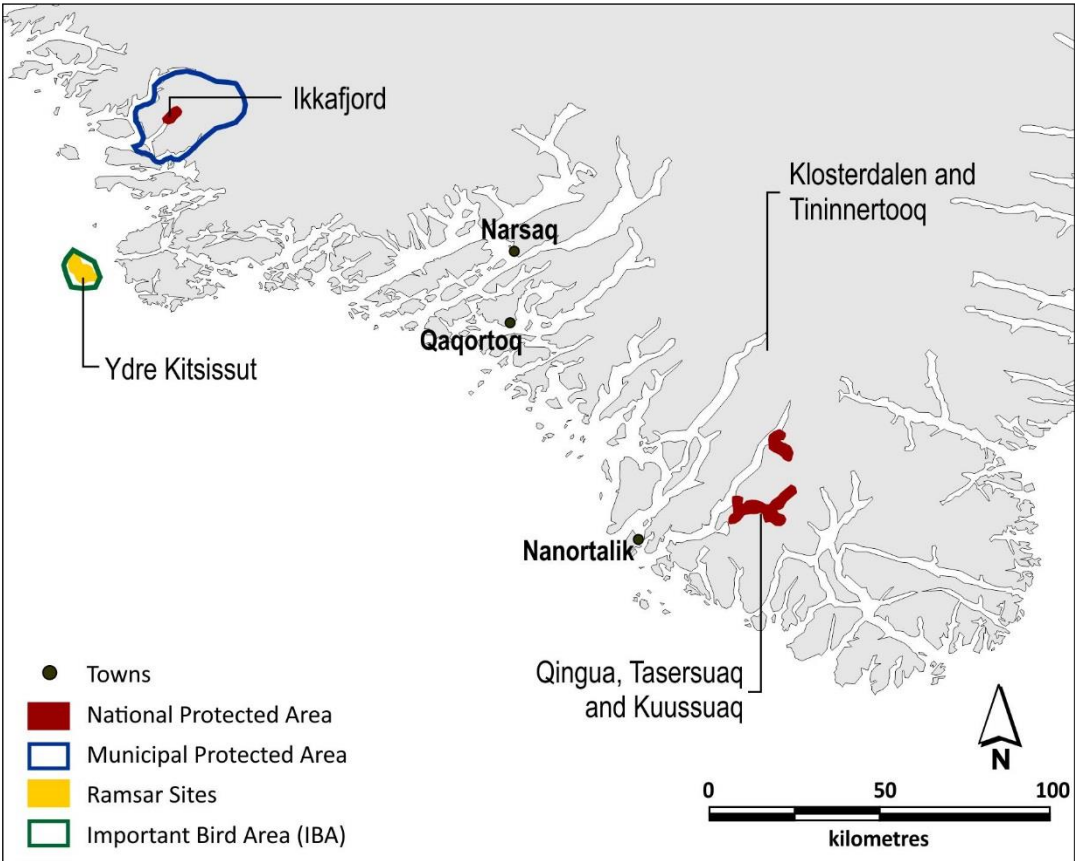 Ikkafjord
Klosterdalen and
Tininnertooq
Narsaq
Qaqortoq
Ydre Kitsissut
Nanortalik
Qingua, Tasersuaq
and Kuussuaq
Towns
National Protected Area
Municipal Protected Area
Ramsar Sites
Important Bird Area (IBA)
N
0 50 100
kilometres